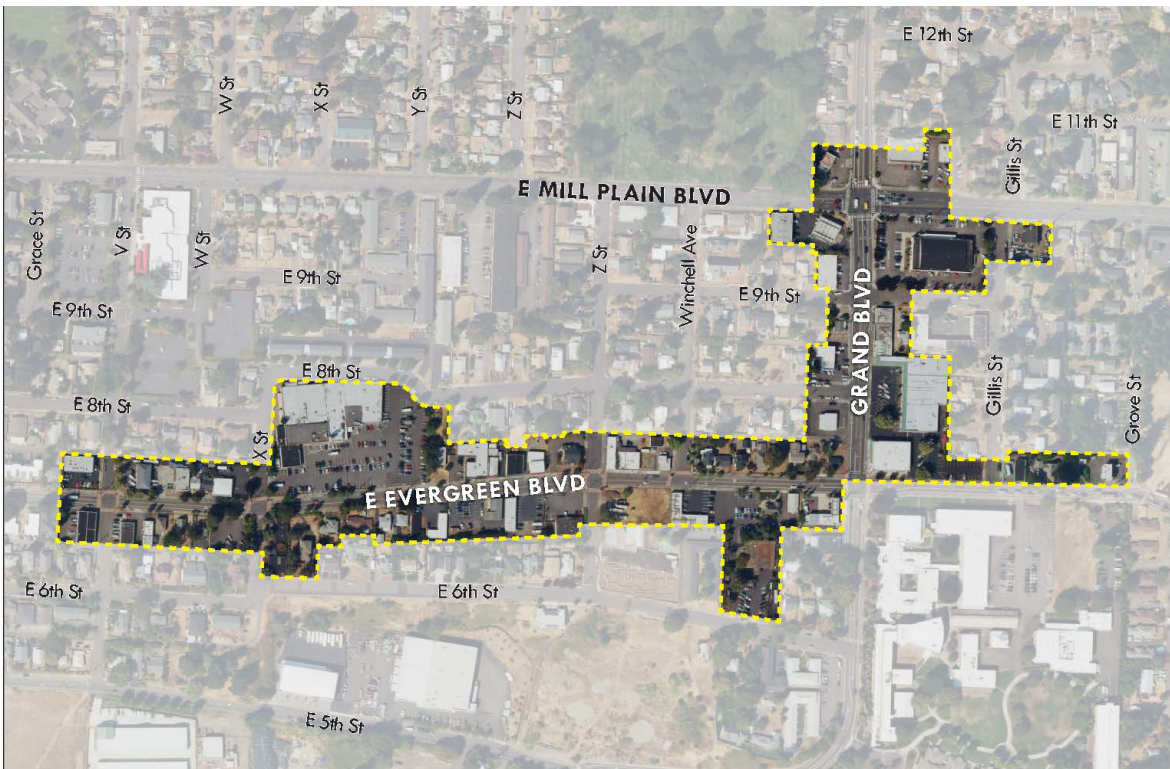 E 12th St
W St
X St
Y St
Z St
E 11th St
Gillis St
E MILL PLAIN BLVD
Grace St
V St
W St
Z St
Winchell Ave
E 9th St
E 9th St
E 9th St
GRAND BLVD
E 8th St
E 8th St
Gillis St
Grove St
X St
E EVERGREEN BLVD
E 6th St
E 6th St
E 5th St